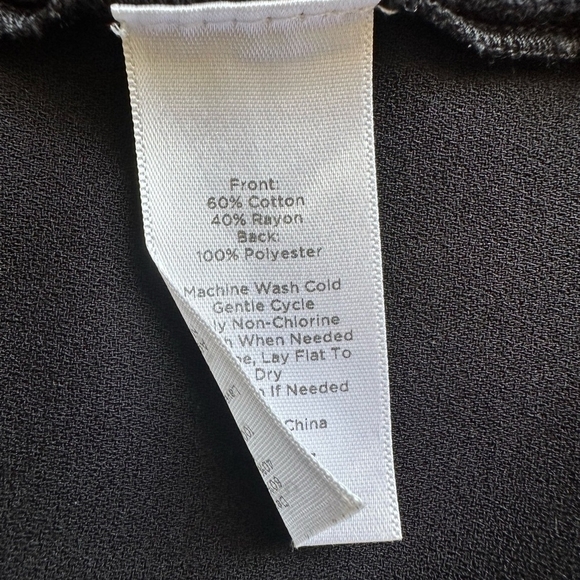 Front:
60% Cotton
40% Rayon
Back:
100% Polyester
Machine Wash Cold
Gentle Cycle
Non-Chlorine
When Needed
Lay Flat To
Dry
If Needed
China